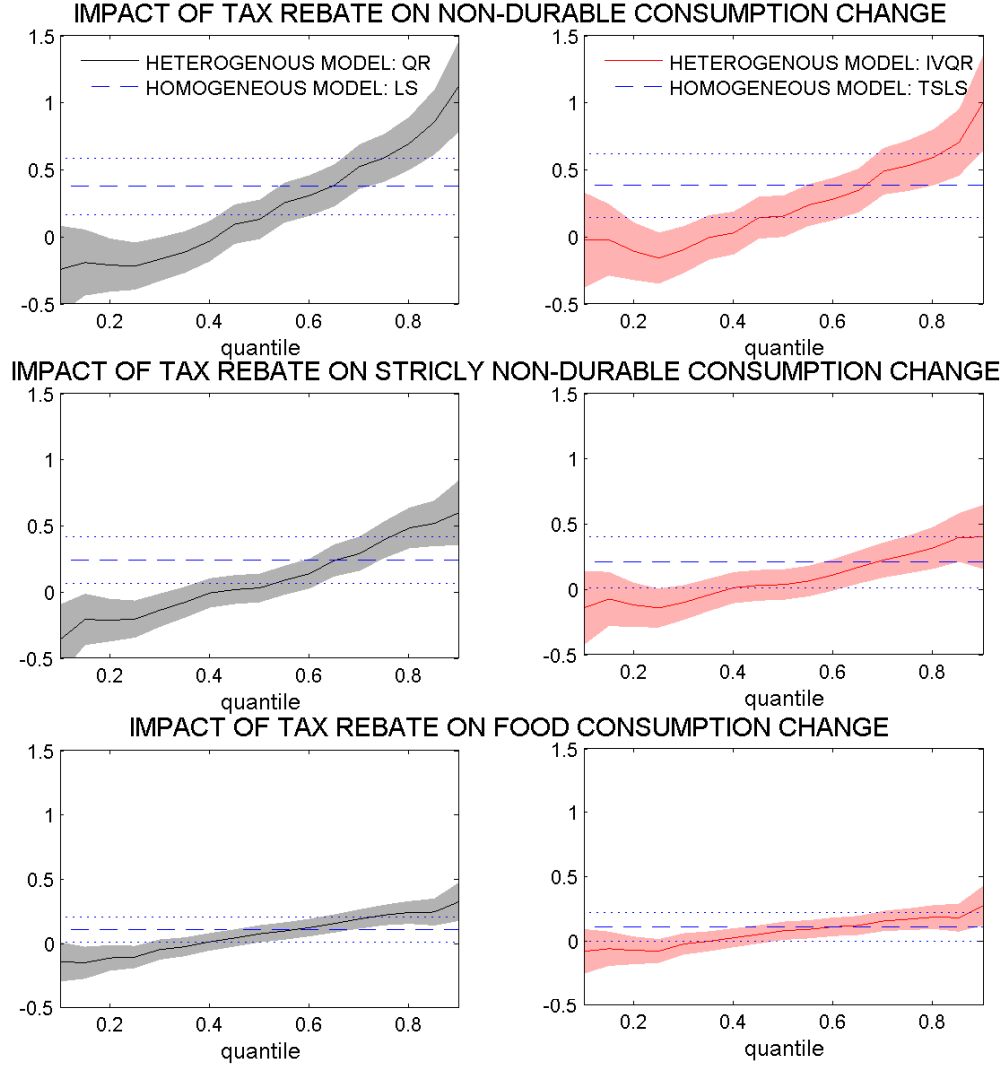 IMPACT OF TAX REBATE ON NON-DURABLE CONSUMPTION CHANGE
1.5
1
0.5
0
-0.5
HETEROGENOUS MODEL: QR
HOMOGENEOUS MODEL: LS
0.2 0.4 0.6 0.8
quantile
1.5
1
0.5
0
-0.5
HETEROGENOUS MODEL: IVQR
HOMOGENEOUS MODEL: TSLS
0.2 0.4 0.6 0.8
quantile
IMPACT OF TAX REBATE ON STRICLY NON-DURABLE CONSUMPTION CHANGE
1.5
1
0.5
0
-0.5
0.2 0.4 0.6 0.8
quantile
1.5
1
0.5
0
-0.5
0.2 0.4 0.6 0.8
quantile
IMPACT OF TAX REBATE ON FOOD CONSUMPTION CHANGE
1.5
1
0.5
0
-0.5
0.2 0.4 0.6 0.8
quantile
1.5
1
0.5
0
-0.5
0.2 0.4 0.6 0.8
quantile